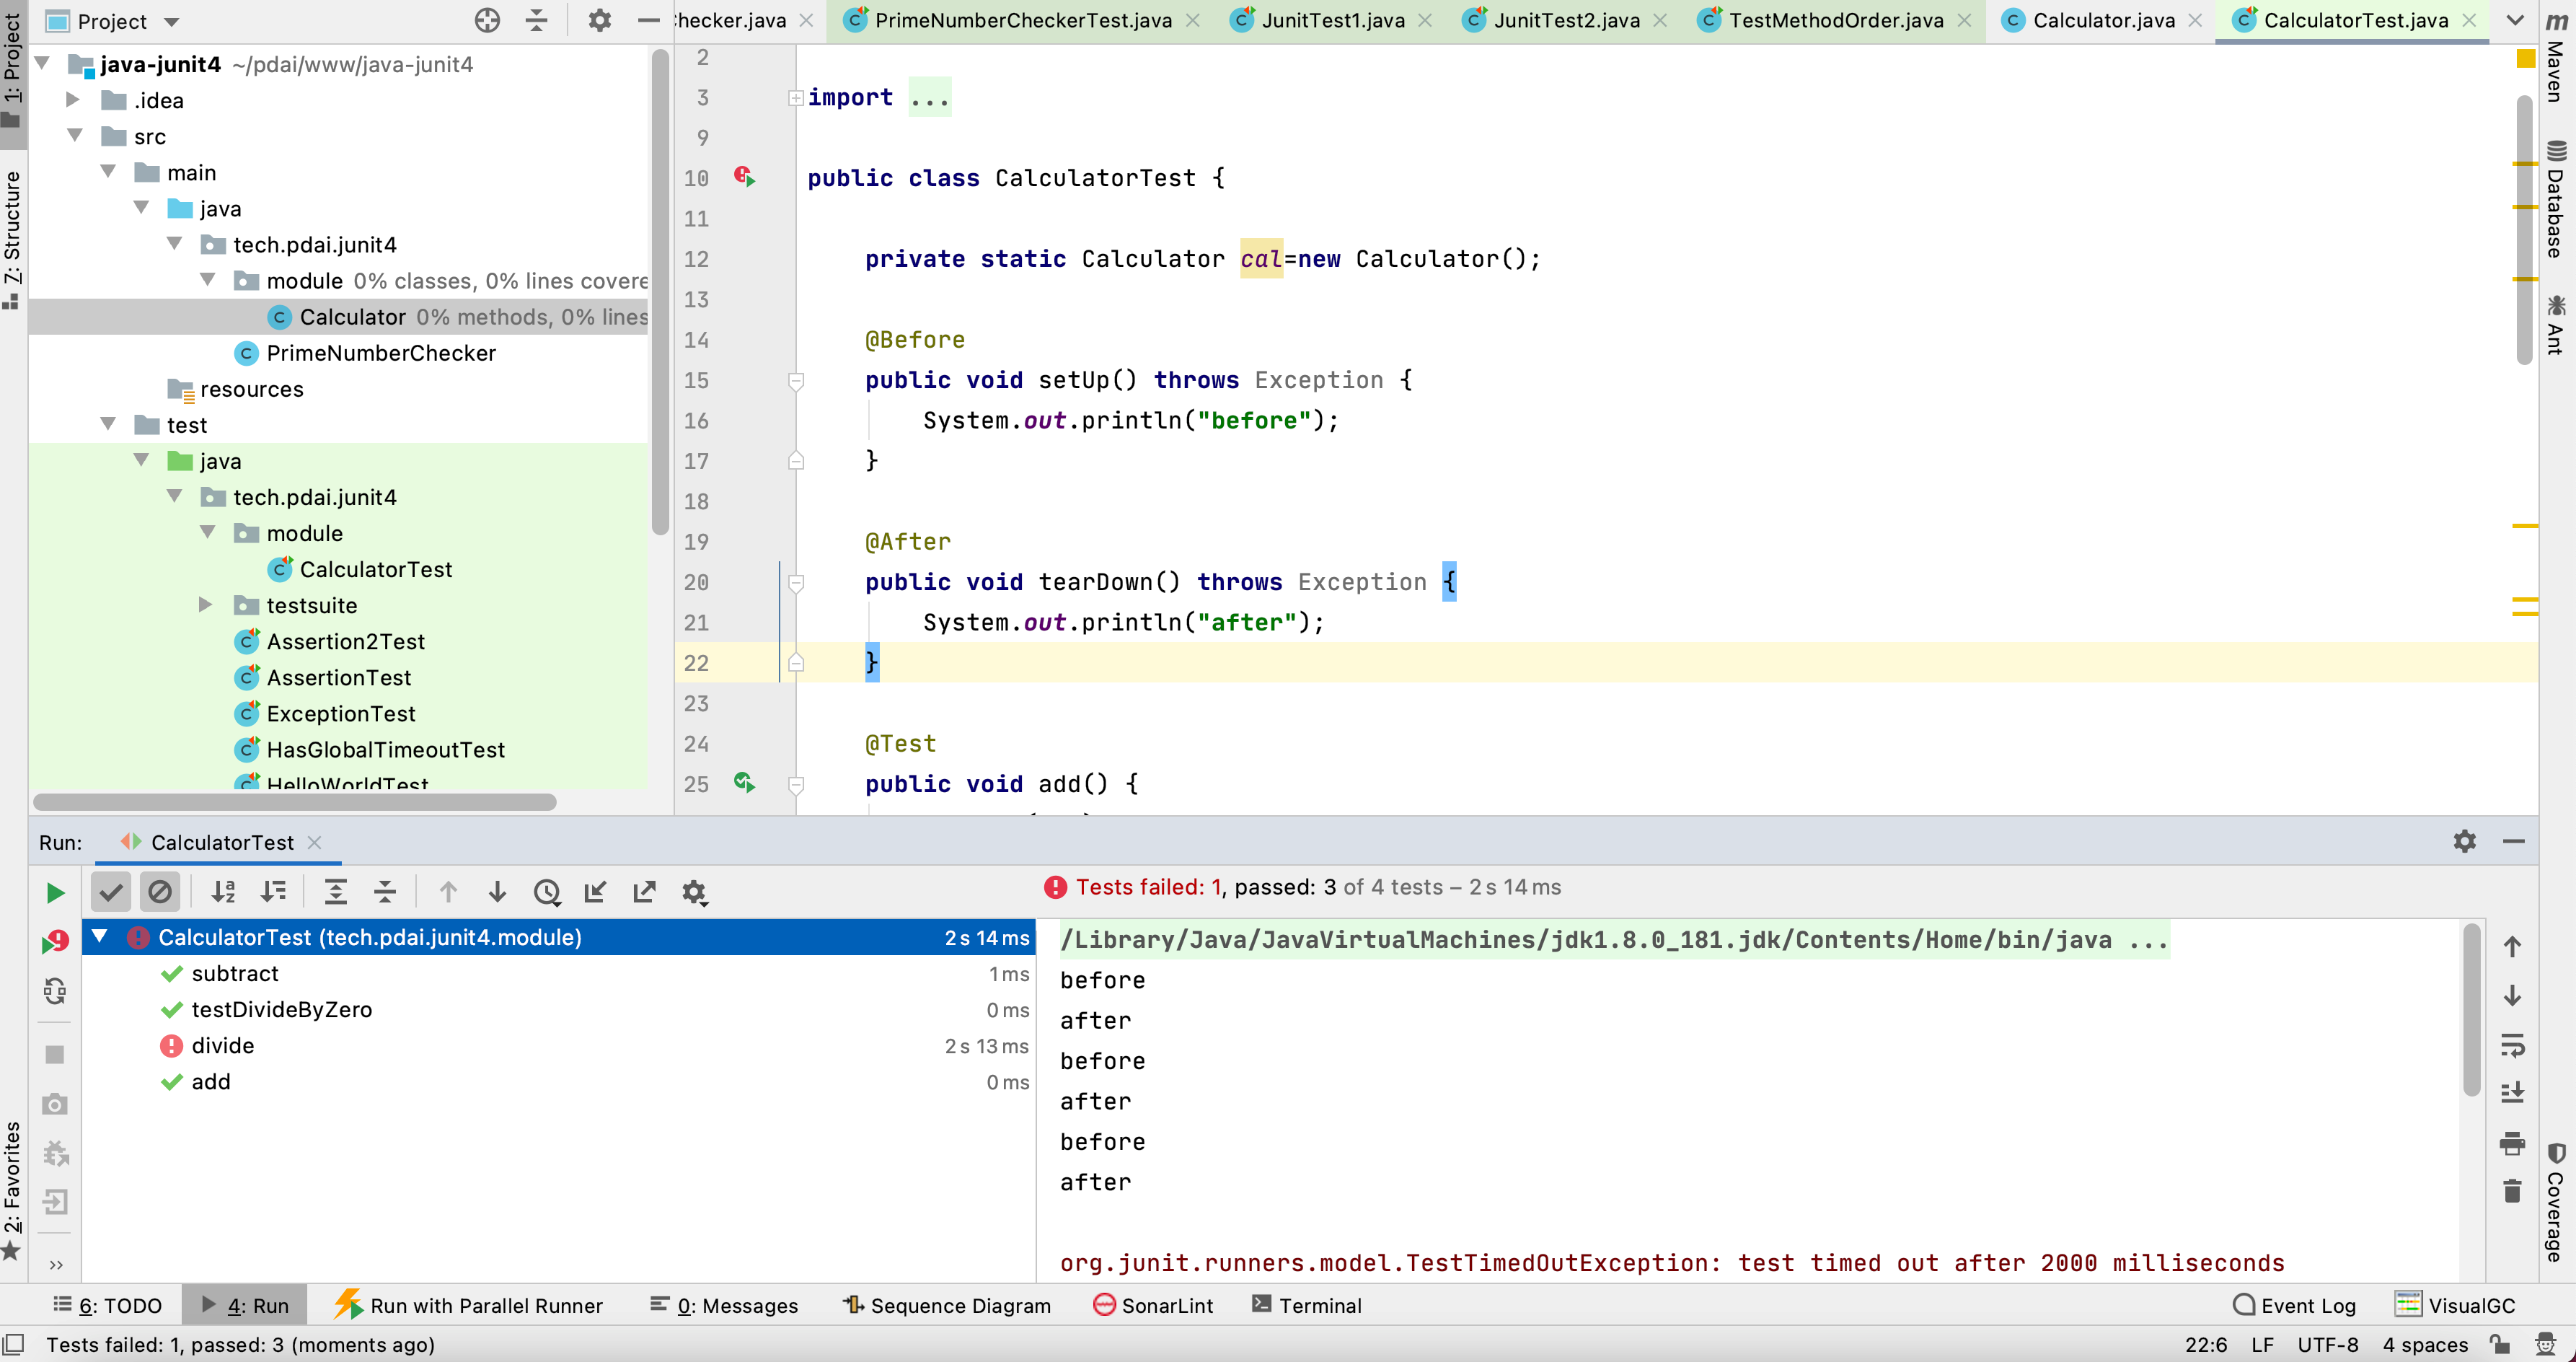 Project
hecker.java
PrimeNumberCheckerTest.java
JunitTest1.java
JunitTest2.java
TestMethodOrder.java
Calculator.java
CalculatorTest.java
1: Project
7: Structure
2: Favorites
java-junit4 ~/pdai/www/java-junit4
.idea
src
main
java
tech.pdai.junit4
module 0% classes, 0% lines covere
Calculator 0% methods, 0% lines
PrimeNumberChecker
resources
test
java
tech.pdai.junit4
module
CalculatorTest
testsuite
Assertion2Test
AssertionTest
ExceptionTest
HasGlobalTimeoutTest
HelloWorldTest
2
3 import ...
9
10 public class CalculatorTest {
11
12 private static Calculator cal=new Calculator();
13
14 @Before
15 public void setUp() throws Exception {
16 System.out.println("before");
17 }
18
19 @After
20 public void tearDown() throws Exception {
21 System.out.println("after");
22 }
23
24 @Test
25 public void add() {
m Maven
Database
Ant
Coverage
Run: CalculatorTest
Tests failed: 1, passed: 3 of 4 tests – 2 s 14 ms
CalculatorTest (tech.pdai.junit4.module) 2 s 14 ms
subtract 1 ms
testDivideByZero 0 ms
divide 2 s 13 ms
add 0 ms
/Library/Java/JavaVirtualMachines/jdk1.8.0_181.jdk/Contents/Home/bin/java ...
before
after
before
after
before
after
org.junit.runners.model.TestTimedOutException: test timed out after 2000 milliseconds
6: TODO
4: Run
Run with Parallel Runner
0: Messages
Sequence Diagram
SonarLint
Terminal
Event Log
VisualGC
Tests failed: 1, passed: 3 (moments ago)
22:6 LF UTF-8 4 spaces